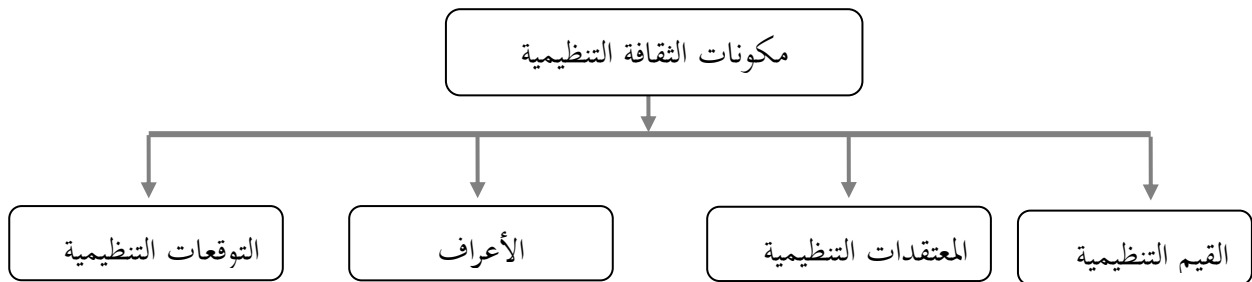 مكونات الثقافة التنظيمية
القيم التنظيمية
المعتقدات التنظيمية
الأعراف
التوقعات التنظيمية